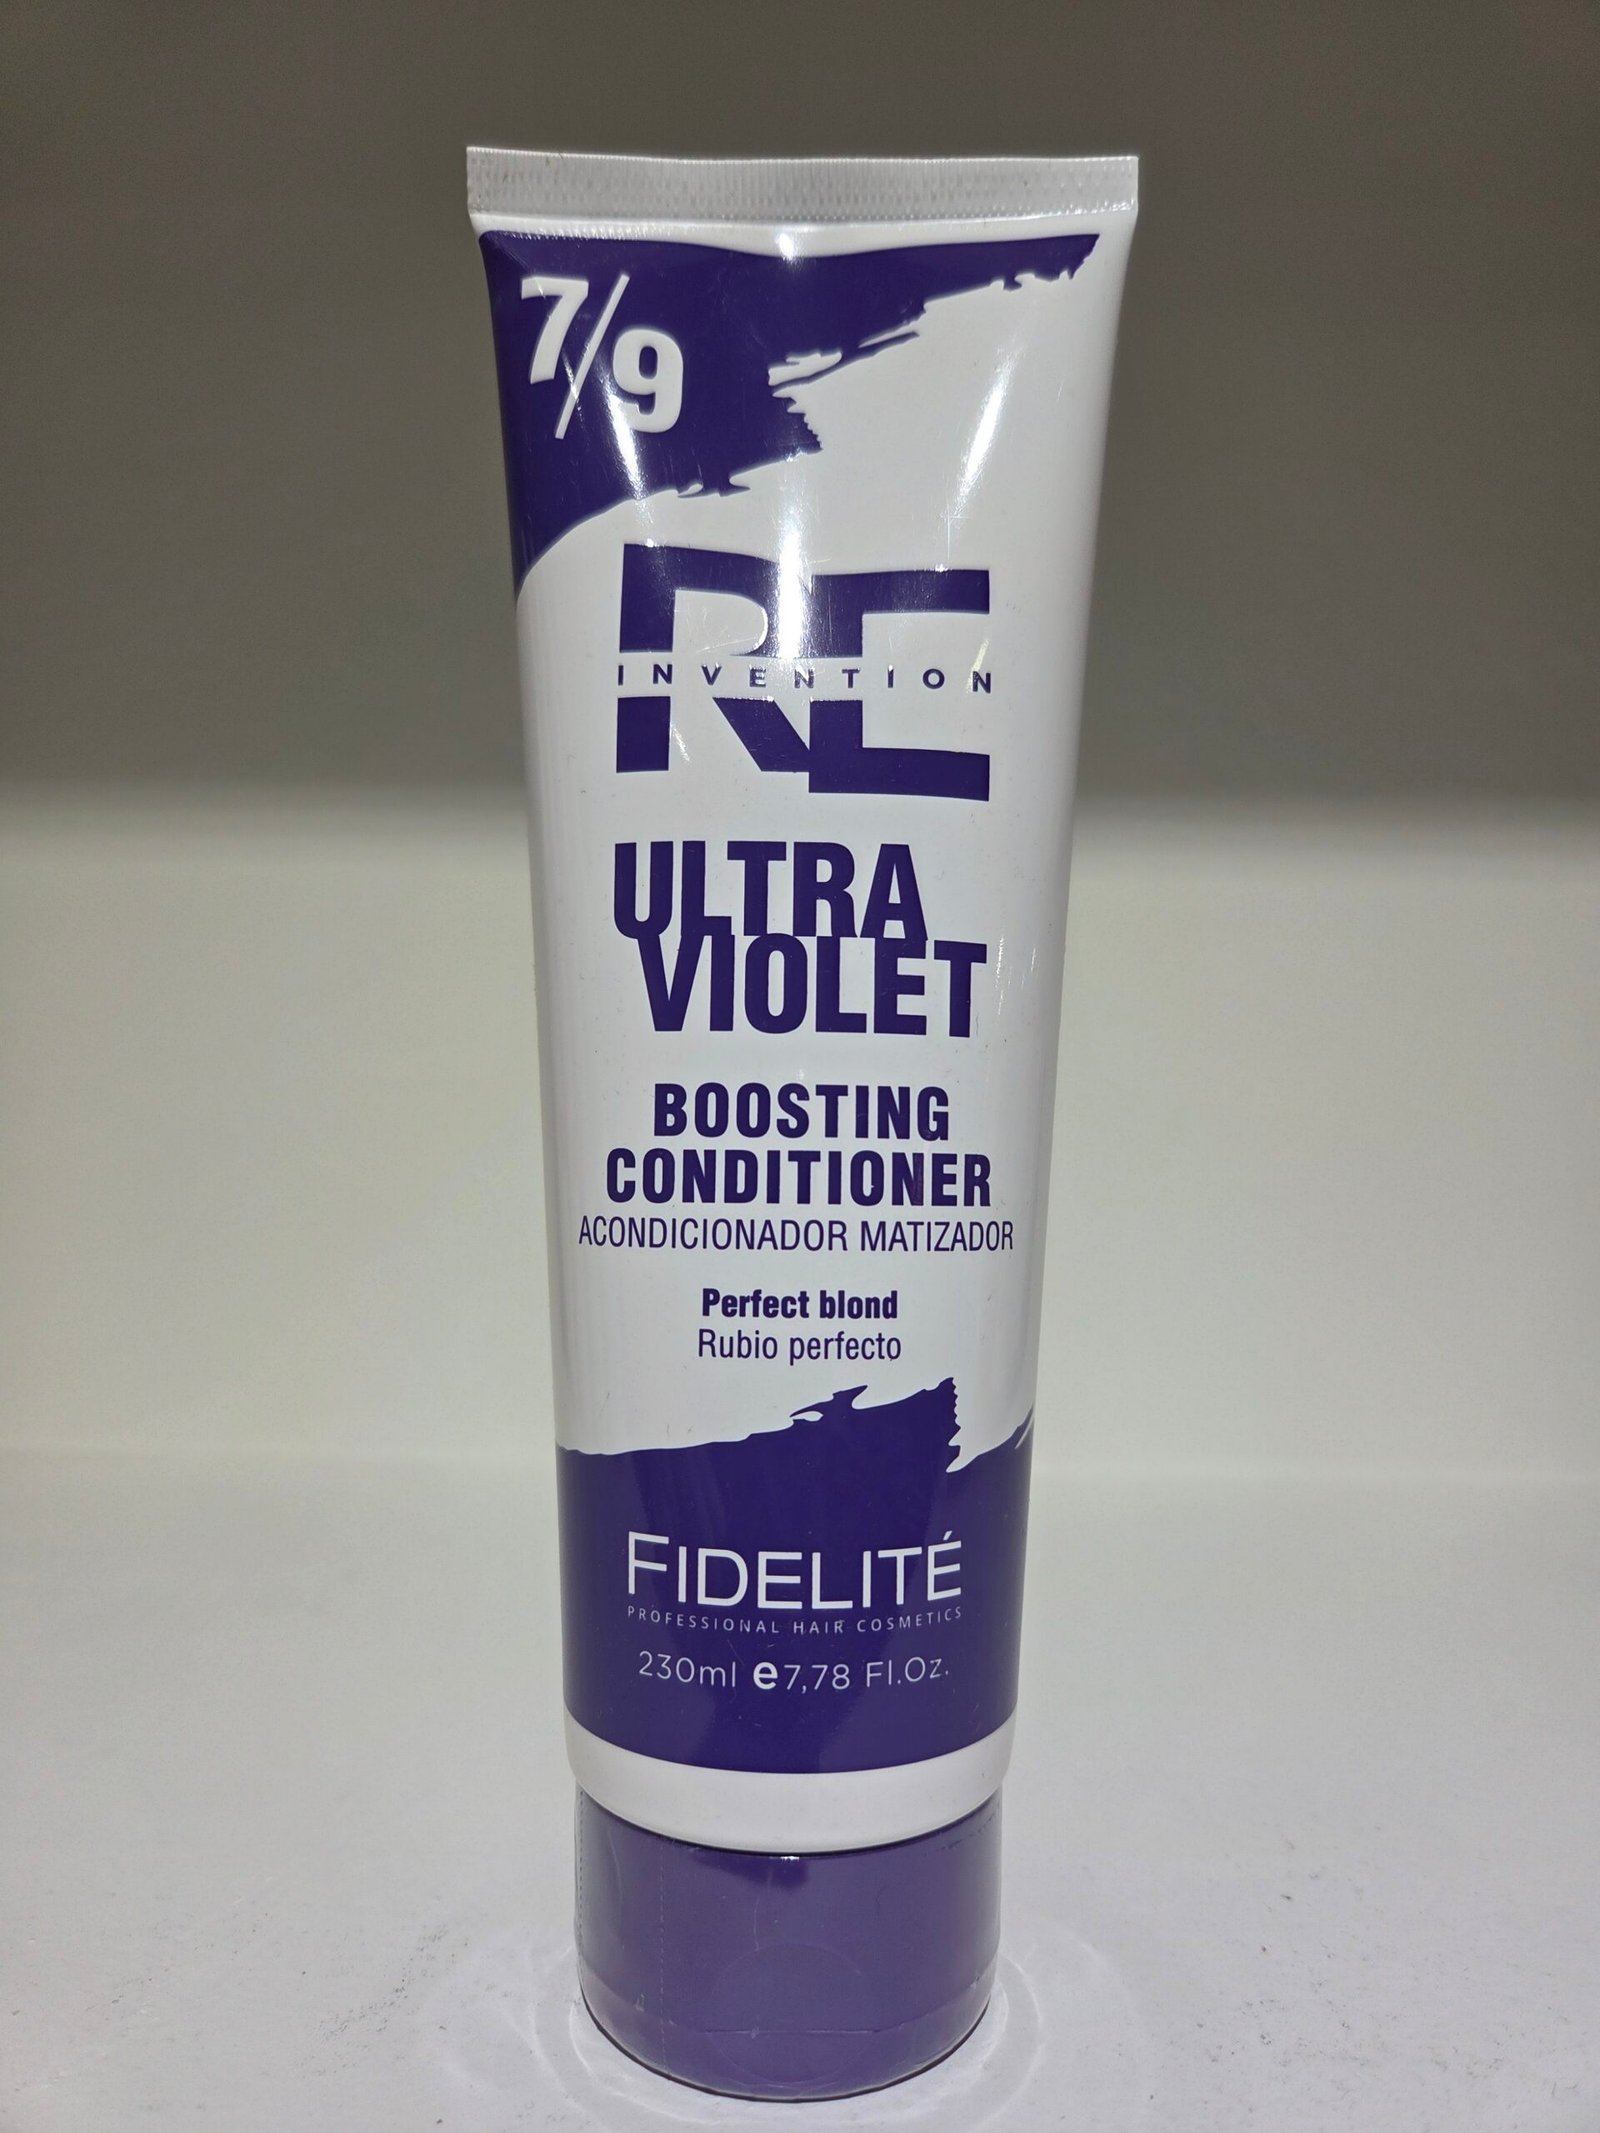 7/9
RE
INVENTION
ULTRA
VIOLET
BOOSTING
CONDITIONER
ACONDICIONADOR MATIZADOR
Perfect blond
Rubio perfecto
FIDELITÉ
PROFESSIONAL HAIR COSMETICS
230ml e7,78 Fl.Oz.